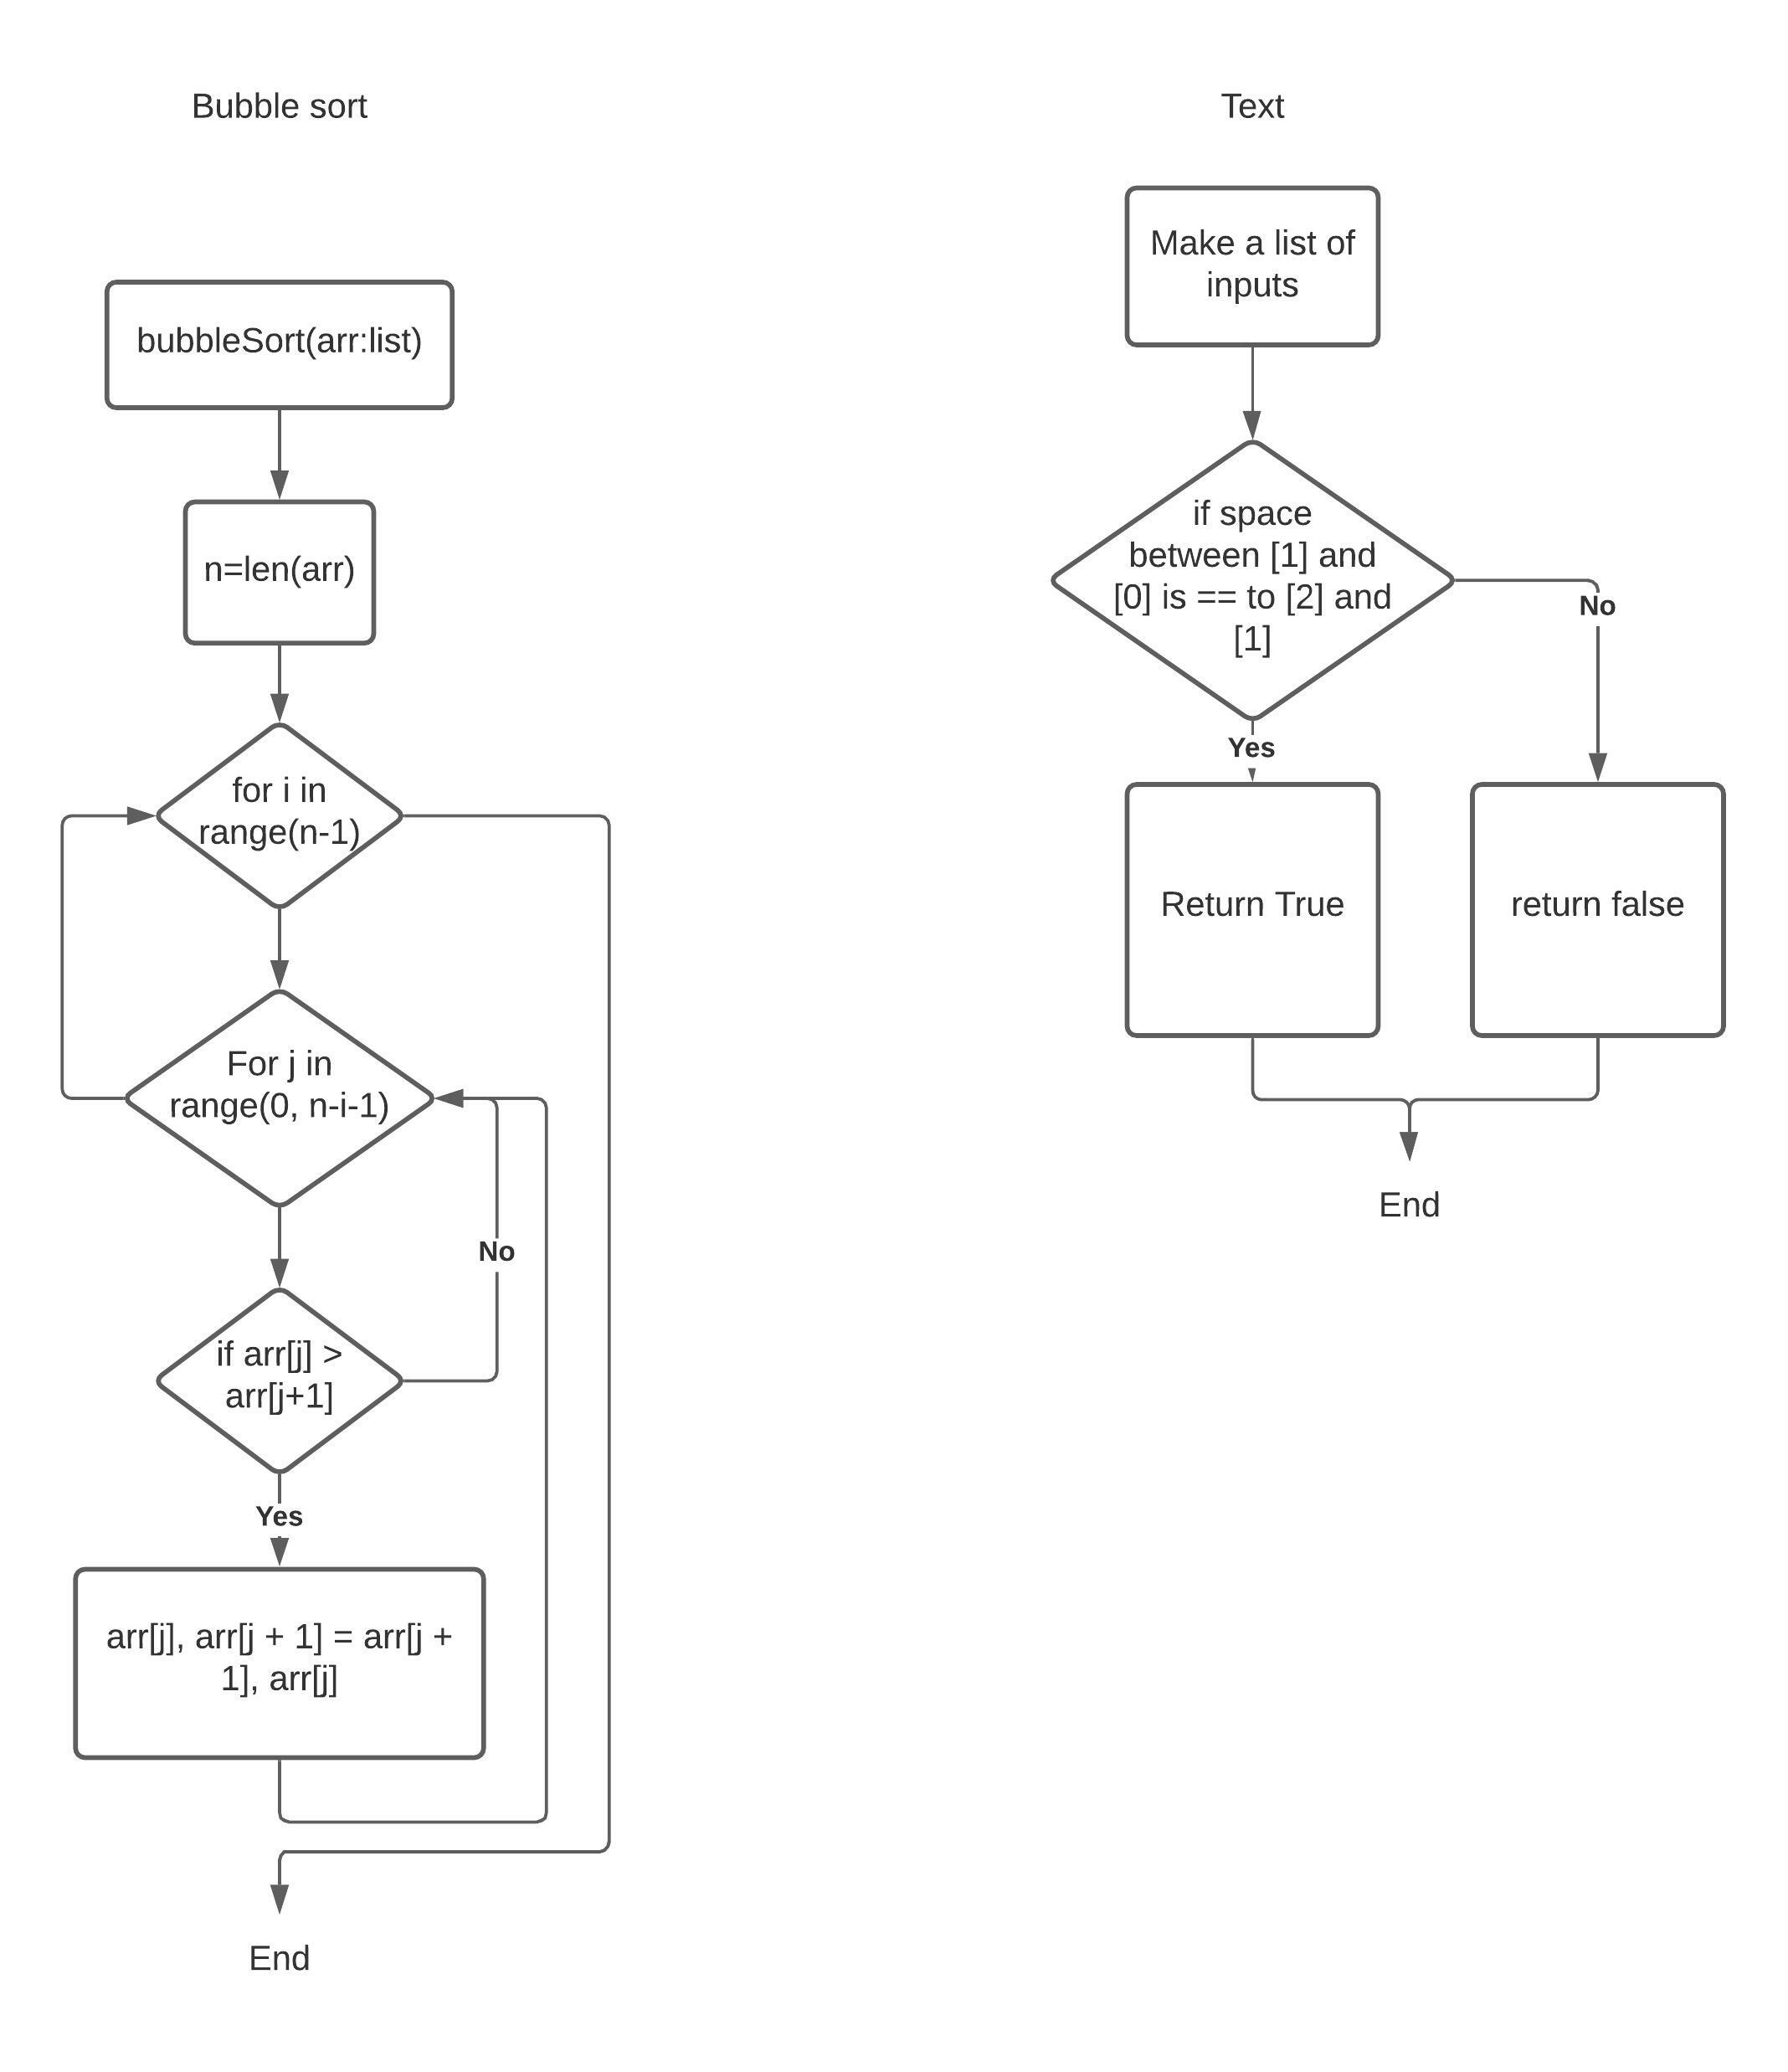 Bubble sort
bubbleSort(arr:list)
n=len(arr)
for i in
range(n-1)
For j in
range(0, n-i-1)
No
if arr[j] >
arr[j+1]
Yes
arr[j], arr[j + 1] = arr[j +
1], arr[j]
End
Text
Make a list of
inputs
if space
between [1] and
[0] is == to [2] and
[1]
No
Yes
Return True
return false
End